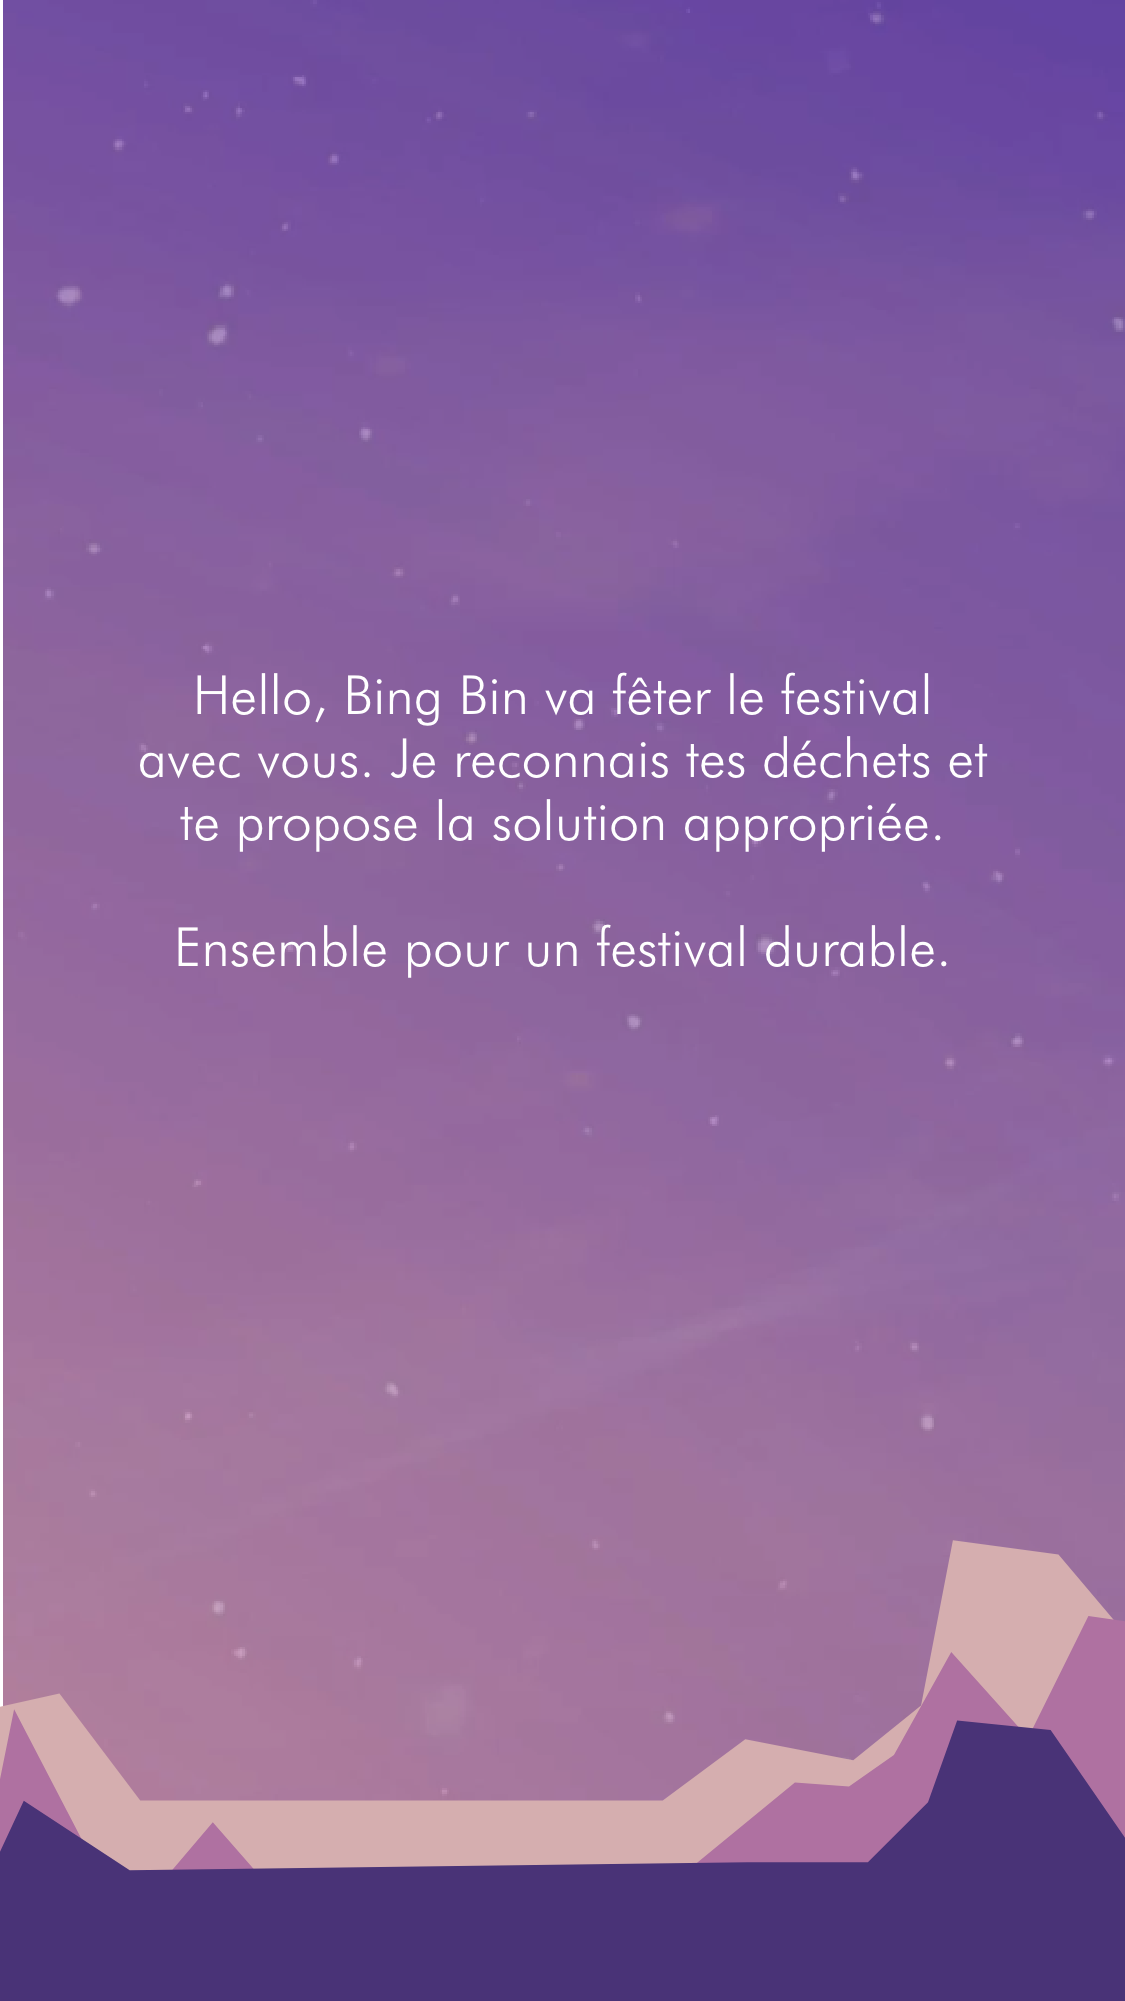 Hello, Bing Bin va fêter le festival
avec vous. Je reconnais tes déchets et
te propose la solution appropriée.
Ensemble pour un festival durable.